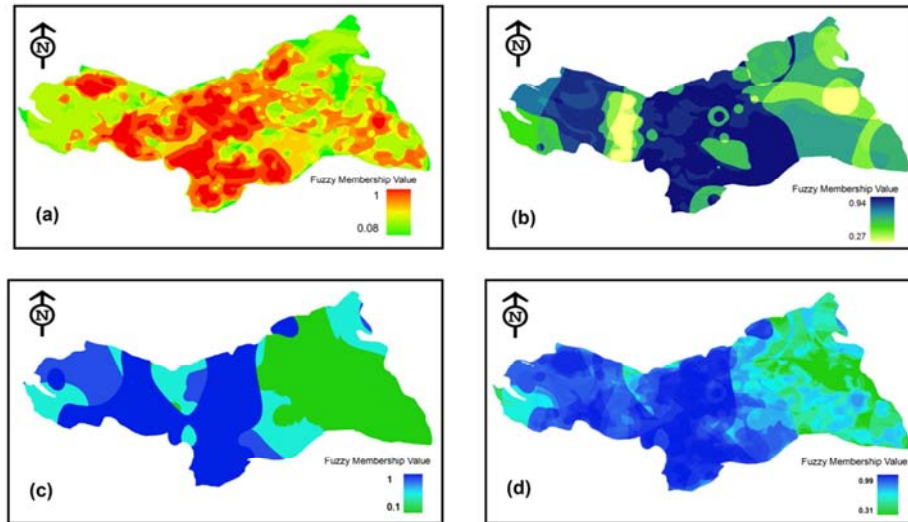 N
Fuzzy Membership Value
1
0.08
(a)
N
Fuzzy Membership Value
0.94
0.27
(b)
N
Fuzzy Membership Value
1
0.1
(c)
N
Fuzzy Membership Value
0.99
0.31
(d)